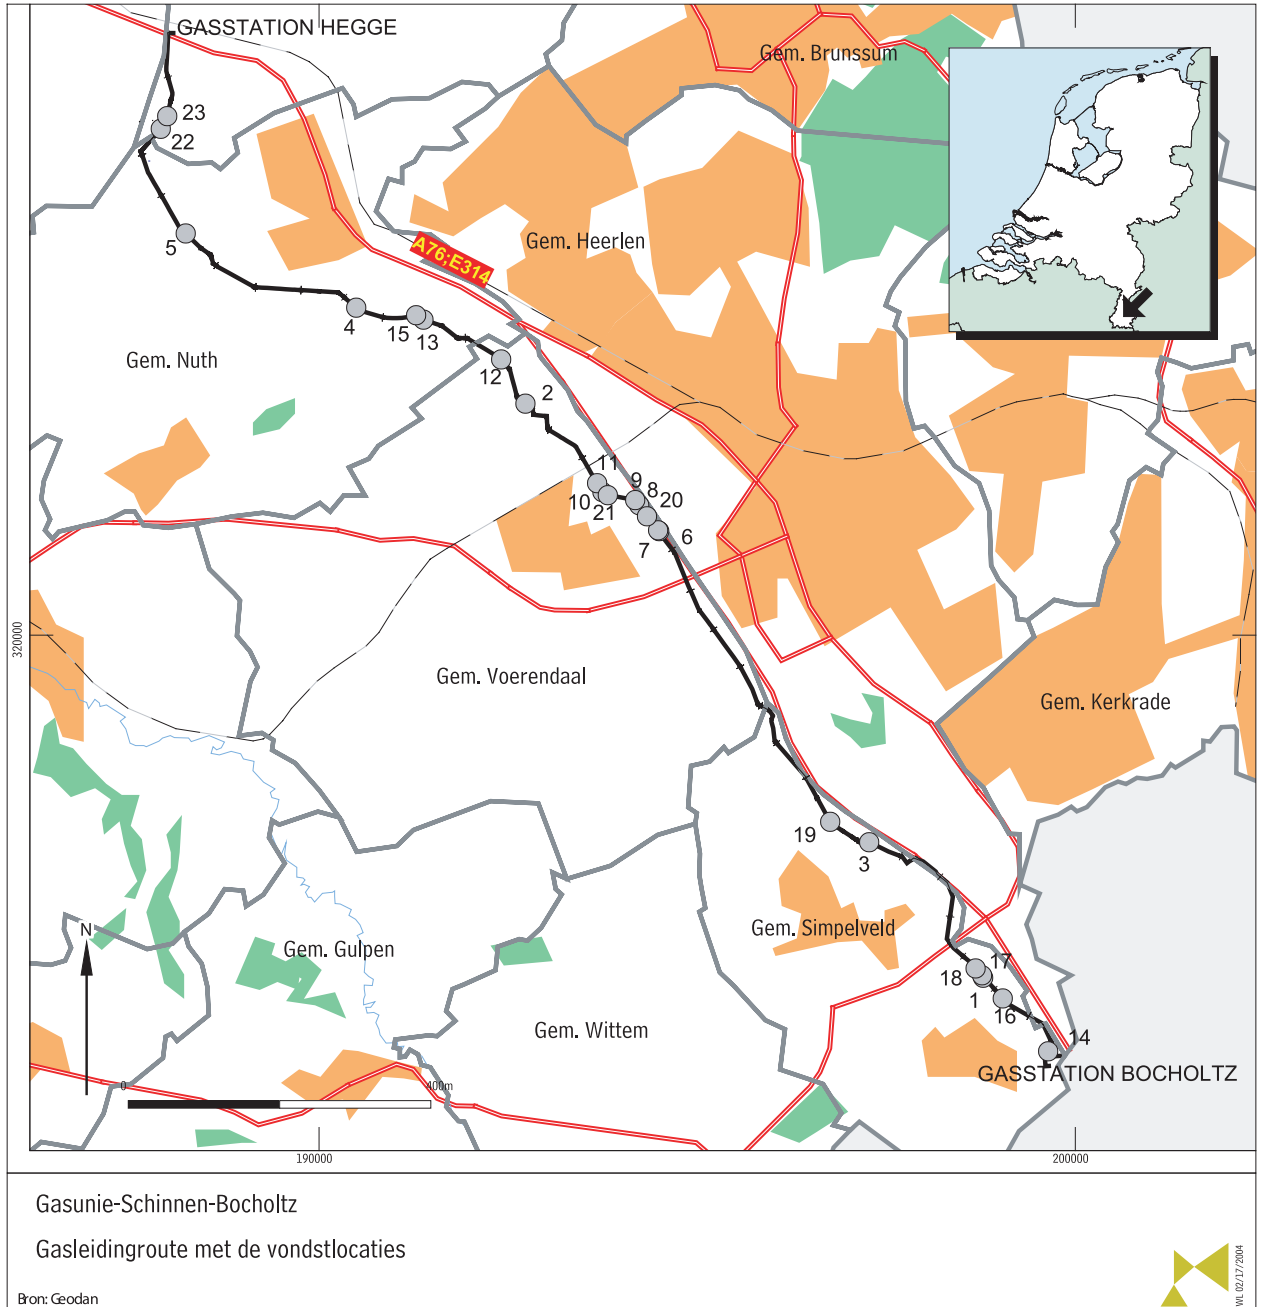 GASSTATION HEGGE
Gem. Brunssum
23
22
5
Gem. Heerlen
A76;E314
4
15
13
Gem. Nuth
12
2
11
9
8
10
21
20
7
6
320000
Gem. Voerendaal
Gem. Kerkrade
19
3
N
Gem. Gulpen
Gem. Simpelveld
17
18
1
16
Gem. Wittem
14
GASSTATION BOCHOLTZ
0
400m
190000
200000
Gasunie-Schinnen-Bocholtz
Gasleidingroute met de vondstlocaties
Bron: Geodan
WL 02/17/2004